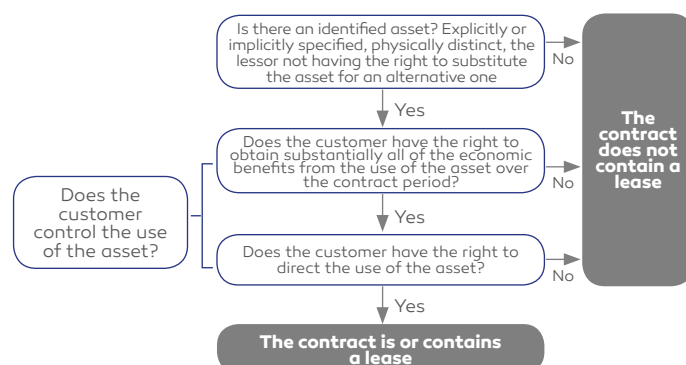 Is there an identified asset? Explicitly or
implicitly specified, physically distinct, the
lessor not having the right to substitute
the asset for an alternative one
No
Yes
The
contract
does not
contain a
lease
Does the customer have the right to
obtain substantially all of the economic
benefits from the use of the asset over
the contract period?
No
Does the
customer
control the use
of the asset?
Yes
Does the customer have the right to
direct the use of the asset?
No
Yes
The contract is or contains
a lease